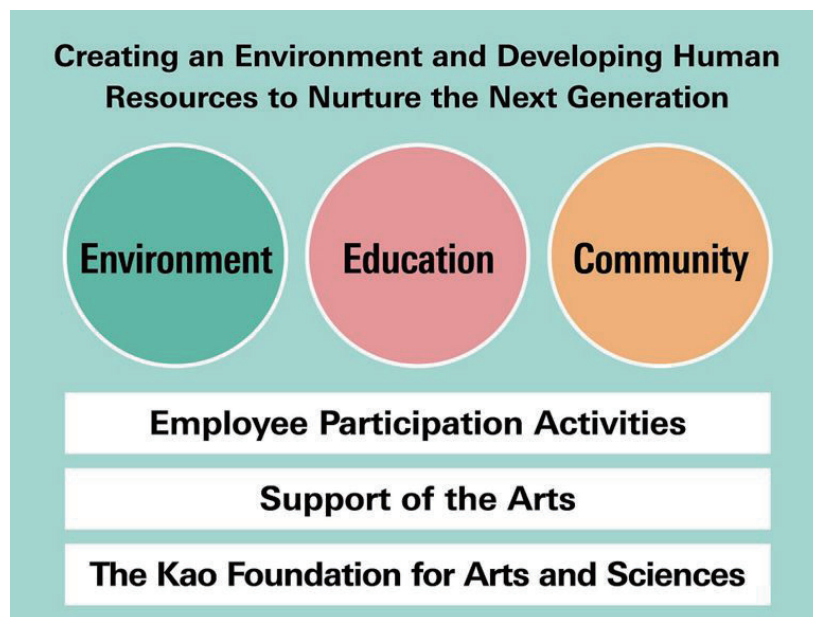 Creating an Environment and Developing Human
Resources to Nurture the Next Generation
Environment
Education
Community
Employee Participation Activities
Support of the Arts
The Kao Foundation for Arts and Sciences